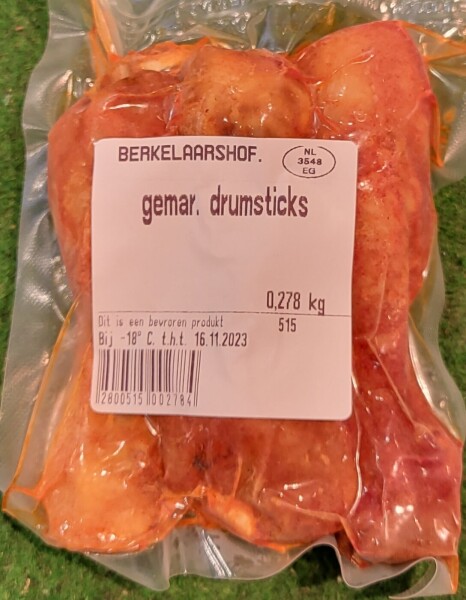 BERKELAARSHOF.
NL
3548
EG
gemar. drumsticks
0,278 kg
Dit is een bevroren produkt
515
Bij -18° C. t.h.t. 16.11.2023
2800515 002784